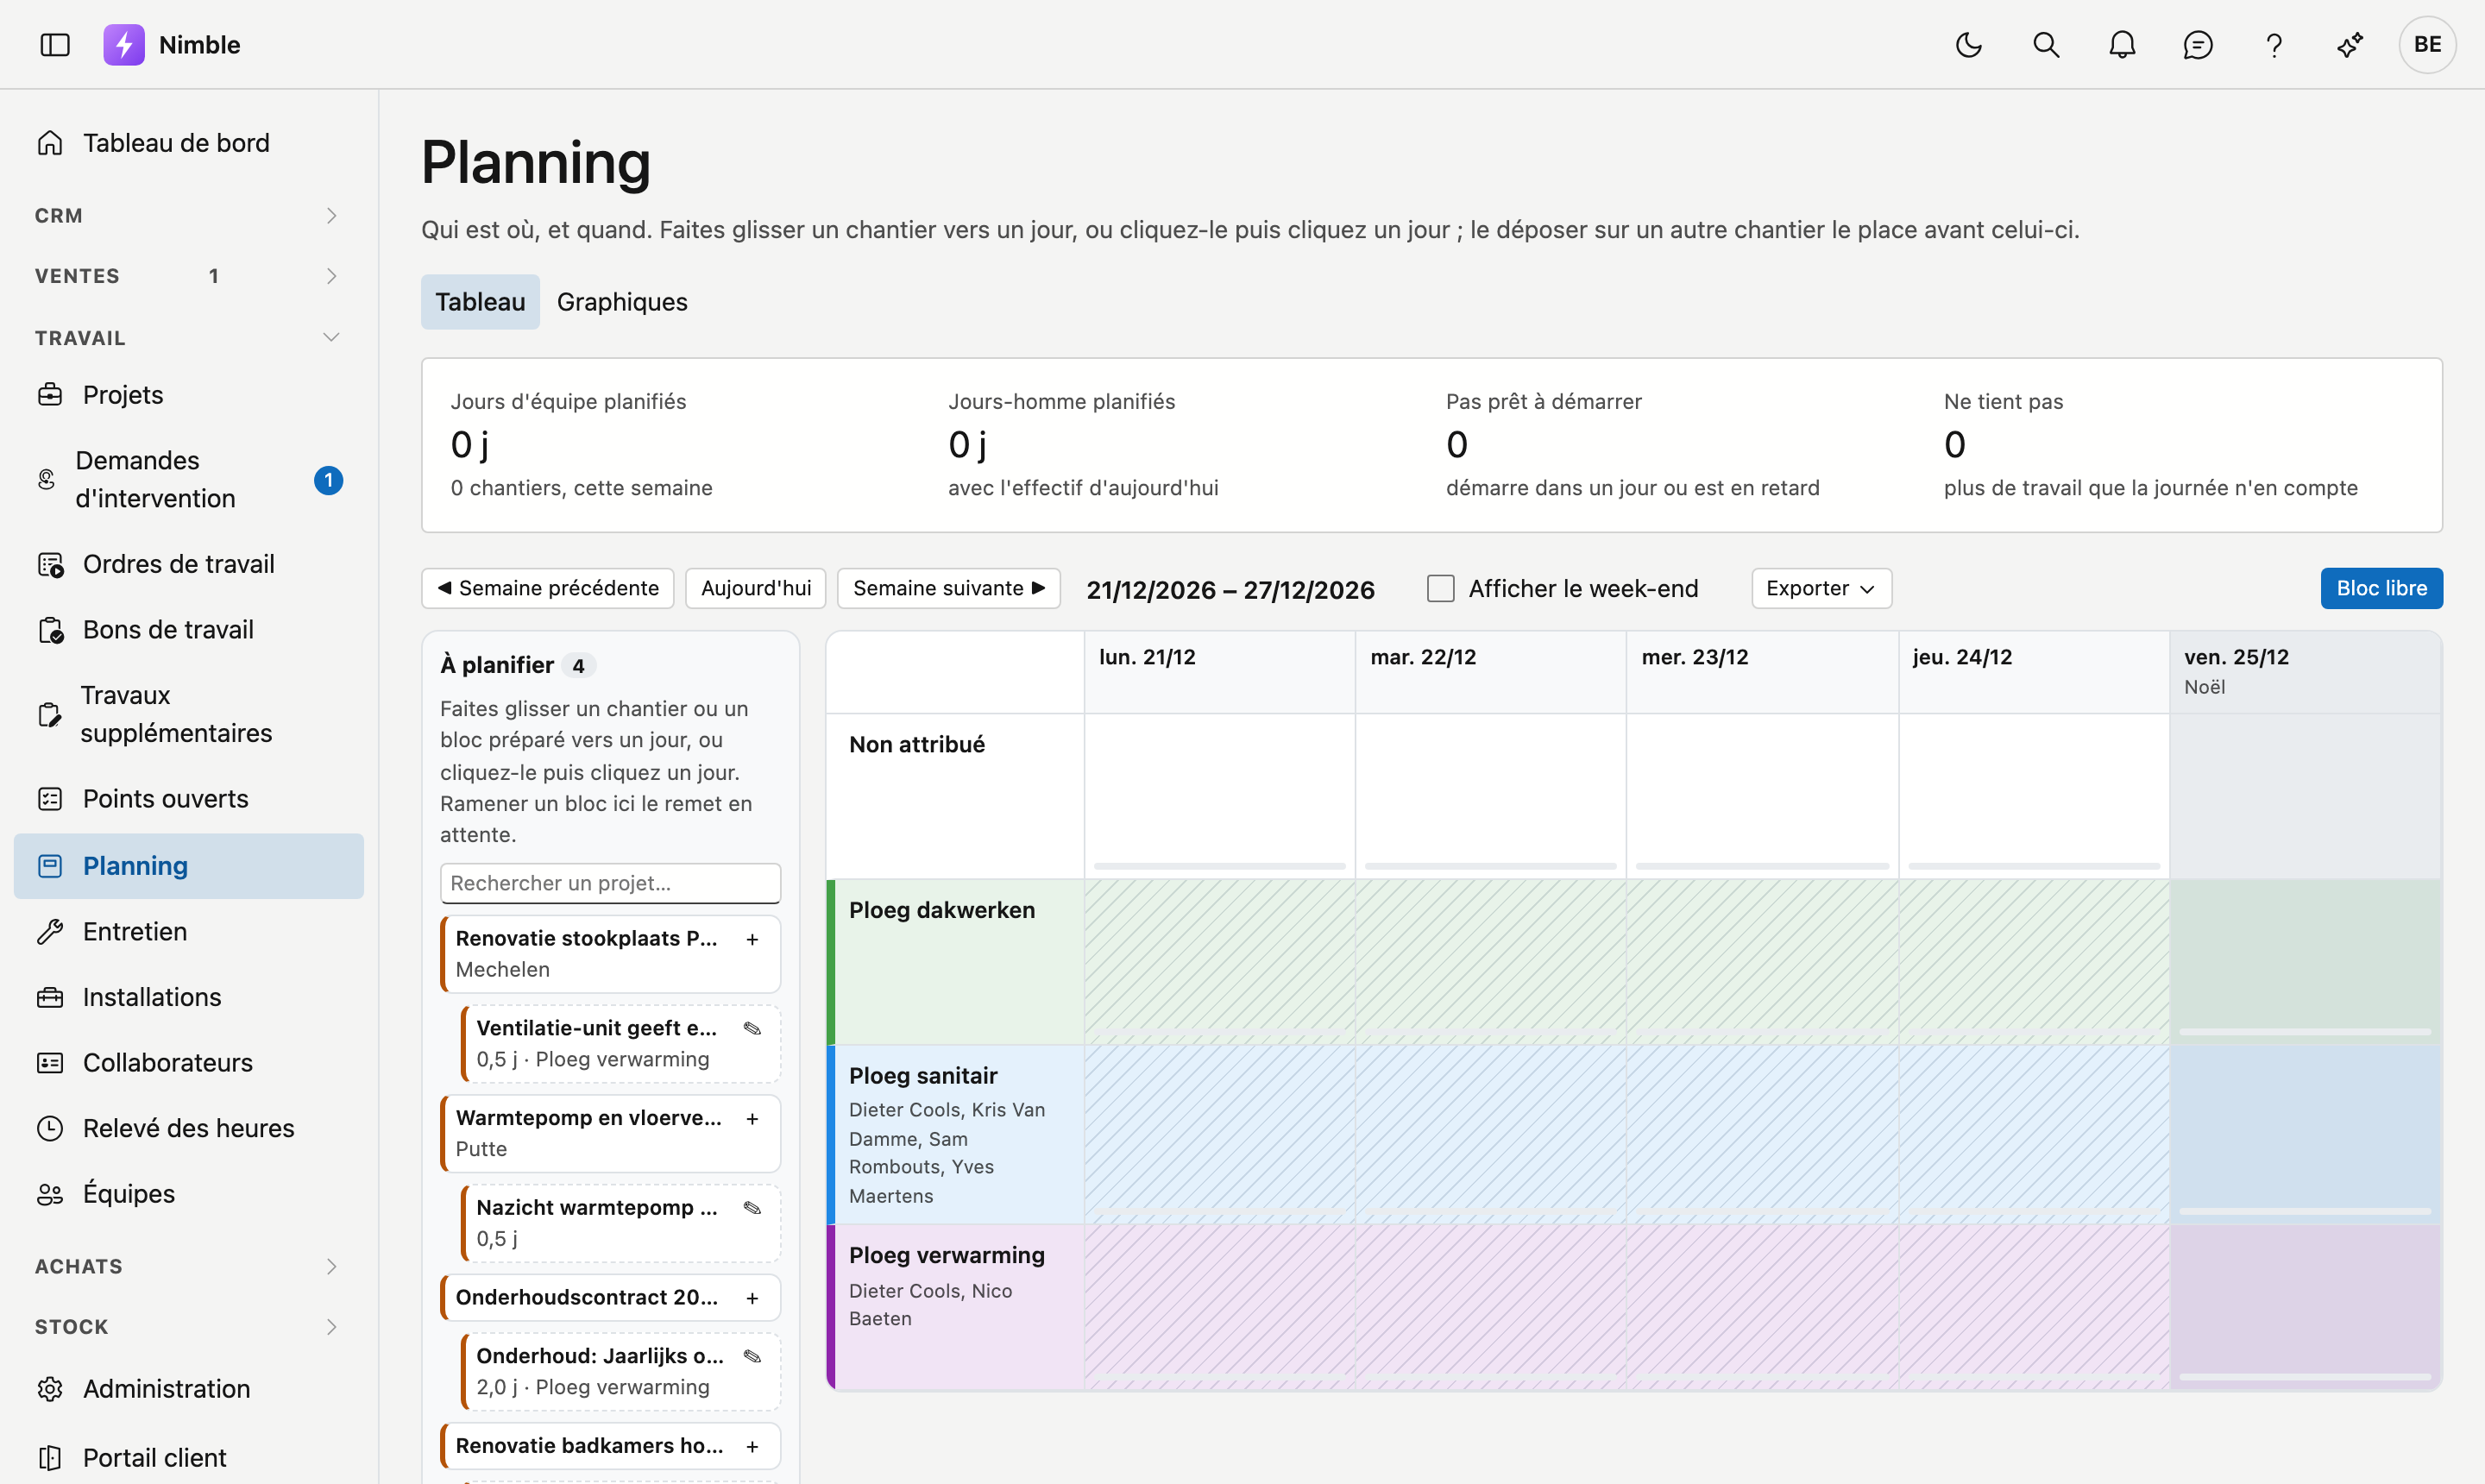 Nimble
BE
Tableau de bord
CRM
VENTES 1
TRAVAIL
Projets
Demandes
d'intervention
1
Ordres de travail
Bons de travail
Travaux
supplémentaires
Points ouverts
Planning
Entretien
Installations
Collaborateurs
Relevé des heures
Équipes
ACHATS
STOCK
Administration
Portail client
Planning
Qui est où, et quand. Faites glisser un chantier vers un jour, ou cliquez-le puis cliquez un jour ; le déposer sur un autre chantier le place avant celui-ci.
Tableau Graphiques
Jours d'équipe planifiés
0 j
0 chantiers, cette semaine
Jours-homme planifiés
0 j
avec l'effectif d'aujourd'hui
Pas prêt à démarrer
0
démarre dans un jour ou est en retard
Ne tient pas
0
plus de travail que la journée n'en compte
◀ Semaine précédente Aujourd'hui Semaine suivante ▶ 21/12/2026 – 27/12/2026 Afficher le week-end Exporter Bloc libre
À planifier 4
Faites glisser un chantier ou un
bloc préparé vers un jour, ou
cliquez-le puis cliquez un jour.
Ramener un bloc ici le remet en
attente.
Rechercher un projet...
Renovatie stookplaats P... +
Mechelen
Ventilatie-unit geeft e... ✎
0,5 j · Ploeg verwarming
Warmtepomp en vloerve... +
Putte
Nazicht warmtepomp ... ✎
0,5 j
Onderhoudscontract 20... +
Onderhoud: Jaarlijks o... ✎
2,0 j · Ploeg verwarming
Renovatie badkamers ho... +
lun. 21/12 mar. 22/12 mer. 23/12 jeu. 24/12 ven. 25/12
Noël
Non attribué
Ploeg dakwerken
Ploeg sanitair
Dieter Cools, Kris Van
Damme, Sam
Rombouts, Yves
Maertens
Ploeg verwarming
Dieter Cools, Nico
Baeten